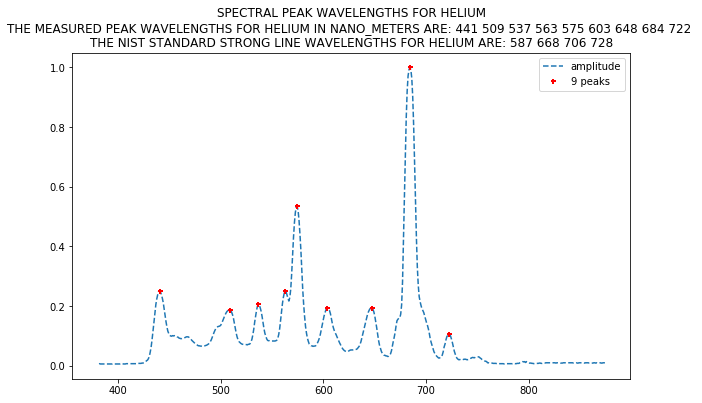 SPECTRAL PEAK WAVELENGTHS FOR HELIUM
THE MEASURED PEAK WAVELENGTHS FOR HELIUM IN NANO_METERS ARE: 441 509 537 563 575 603 648 684 722
THE NIST STANDARD STRONG LINE WAVELENGTHS FOR HELIUM ARE: 587 668 706 728
amplitude
9 peaks
1.0
0.8
0.6
0.4
0.2
0.0
400 500 600 700 800